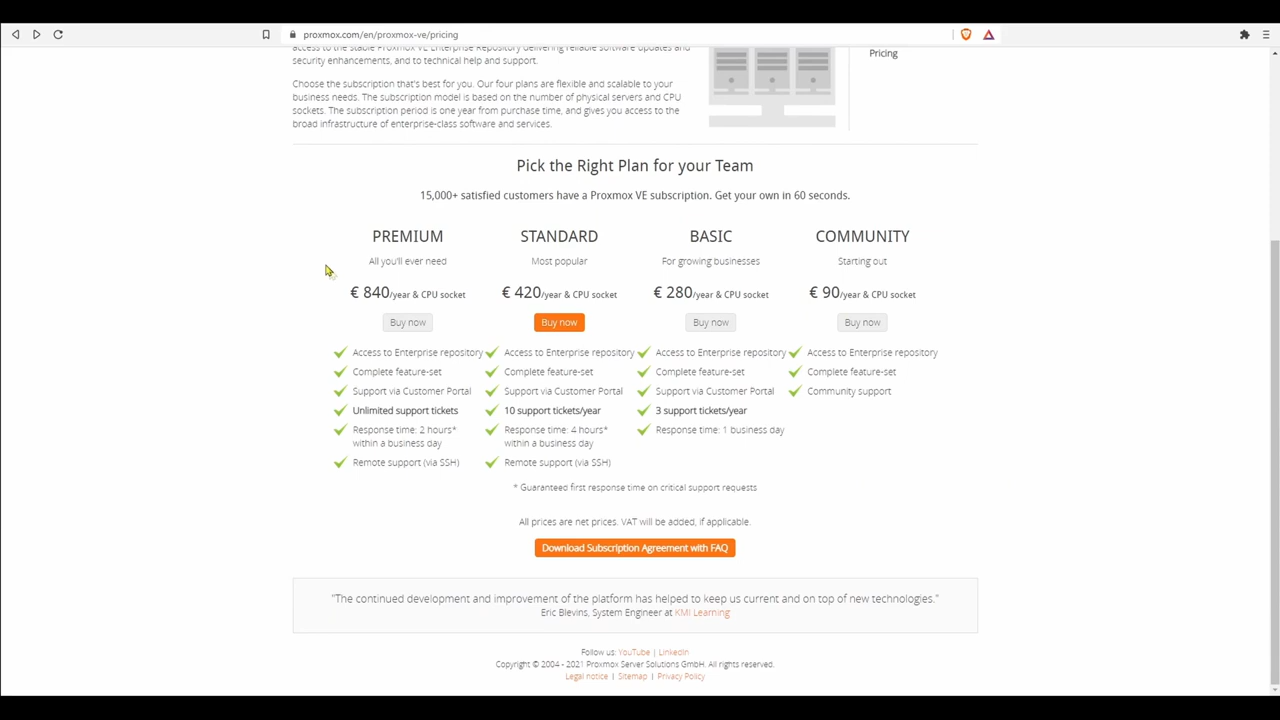 proxmox.com/en/proxmox-ve/pricing
access to the stable Proxmox VE Enterprise Repository delivering reliable software updates and
security enhancements, and to technical help and support.
Pricing
Choose the subscription that's best for you. Our four plans are flexible and scalable to your
business needs. The subscription model is based on the number of physical servers and CPU
sockets. The subscription period is one year from purchase time, and gives you access to the
broad infrastructure of enterprise-class software and services.
Pick the Right Plan for your Team
15,000+ satisfied customers have a Proxmox VE subscription. Get your own in 60 seconds.
PREMIUM
All you'll ever need
€ 840/year & CPU socket
Buy now
Access to Enterprise repository
Complete feature-set
Support via Customer Portal
Unlimited support tickets
Response time: 2 hours*
within a business day
Remote support (via SSH)
STANDARD
Most popular
€ 420/year & CPU socket
Buy now
Access to Enterprise repository
Complete feature-set
Support via Customer Portal
10 support tickets/year
Response time: 4 hours*
within a business day
Remote support (via SSH)
BASIC
For growing businesses
€ 280/year & CPU socket
Buy now
Access to Enterprise repository
Complete feature-set
Support via Customer Portal
3 support tickets/year
Response time: 1 business day
COMMUNITY
Starting out
€ 90/year & CPU socket
Buy now
Access to Enterprise repository
Complete feature-set
Community support
* Guaranteed first response time on critical support requests
All prices are net prices. VAT will be added, if applicable.
Download Subscription Agreement with FAQ
"The continued development and improvement of the platform has helped to keep us current and on top of new technologies."
Eric Blevins, System Engineer at KMI Learning
Follow us: YouTube | LinkedIn
Copyright © 2004 - 2021 Proxmox Server Solutions GmbH. All rights reserved.
Legal notice | Sitemap | Privacy Policy